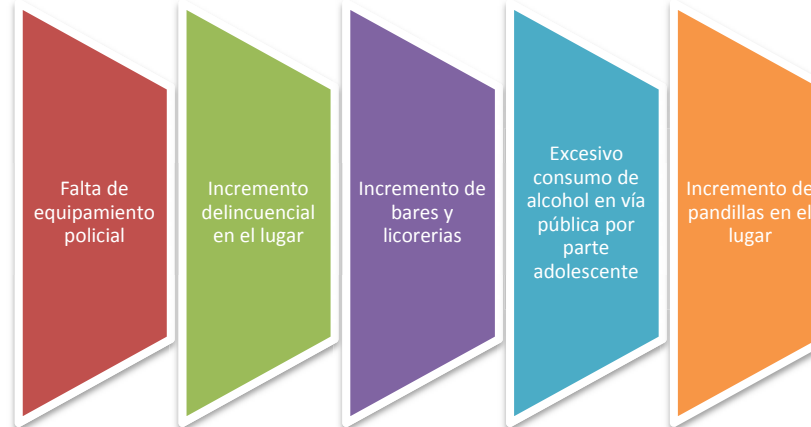 Falta de
equipamiento
policial
Incremento
delincuencial
en el lugar
Incremento de
bares y
licorerias
Excesivo
consumo de
alcohol en vía
pública por
parte
adolescente
Incremento de
pandillas en el
lugar